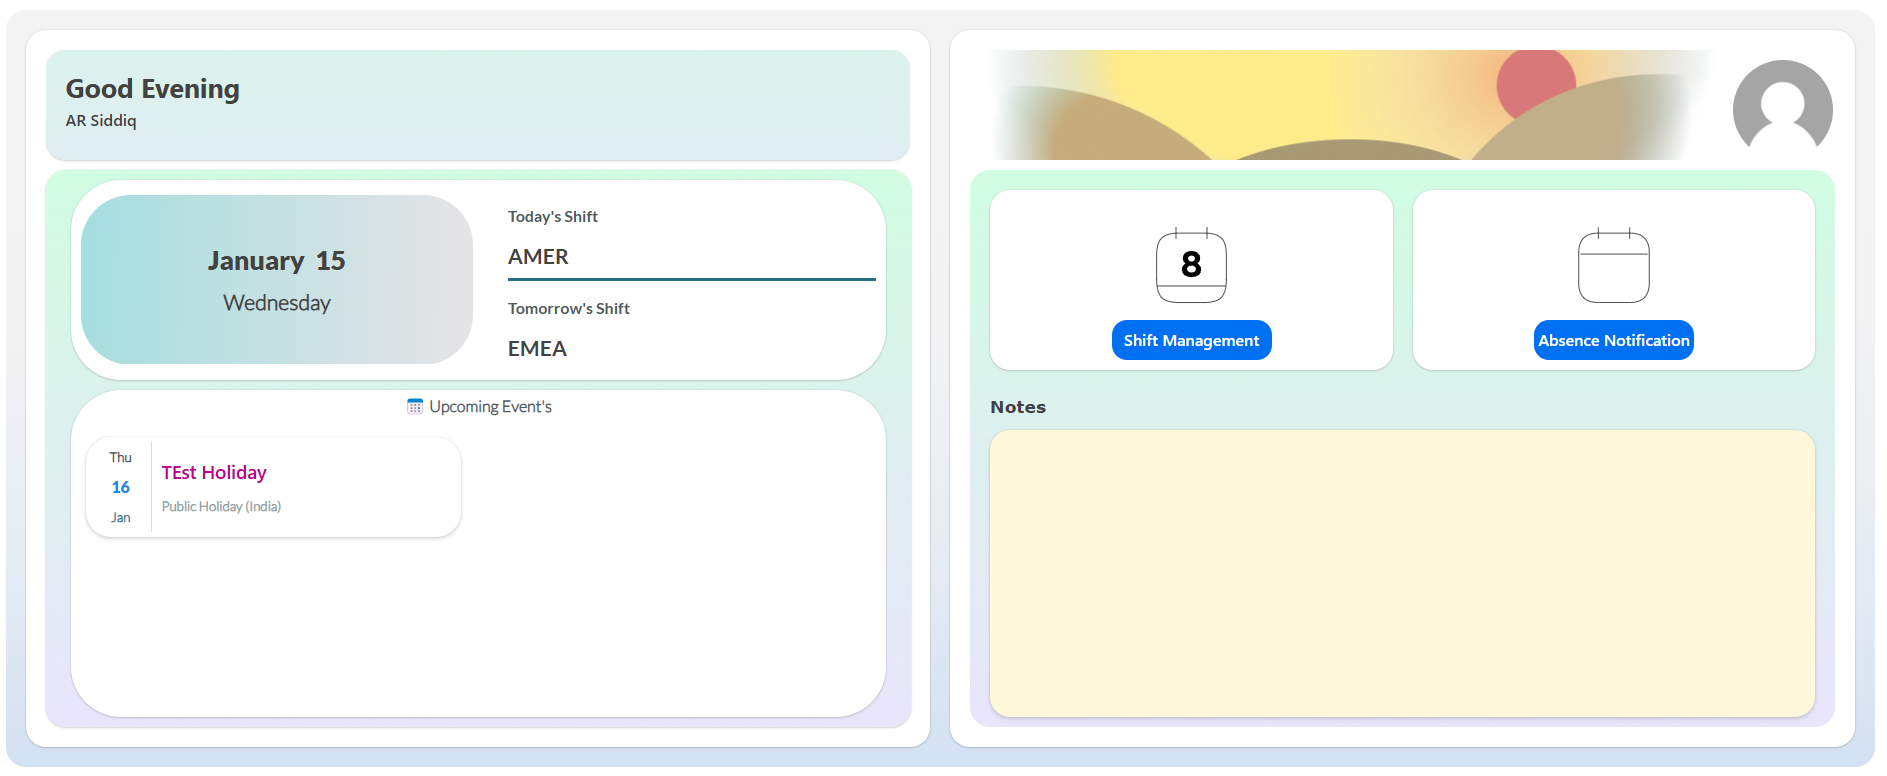 Good Evening
AR Siddiq
January 15
Wednesday
Today's Shift
AMER
Tomorrow's Shift
EMEA
Upcoming Event's
Thu
16
Jan
TEst Holiday
Public Holiday (India)
8
Shift Management
Absence Notification
Notes